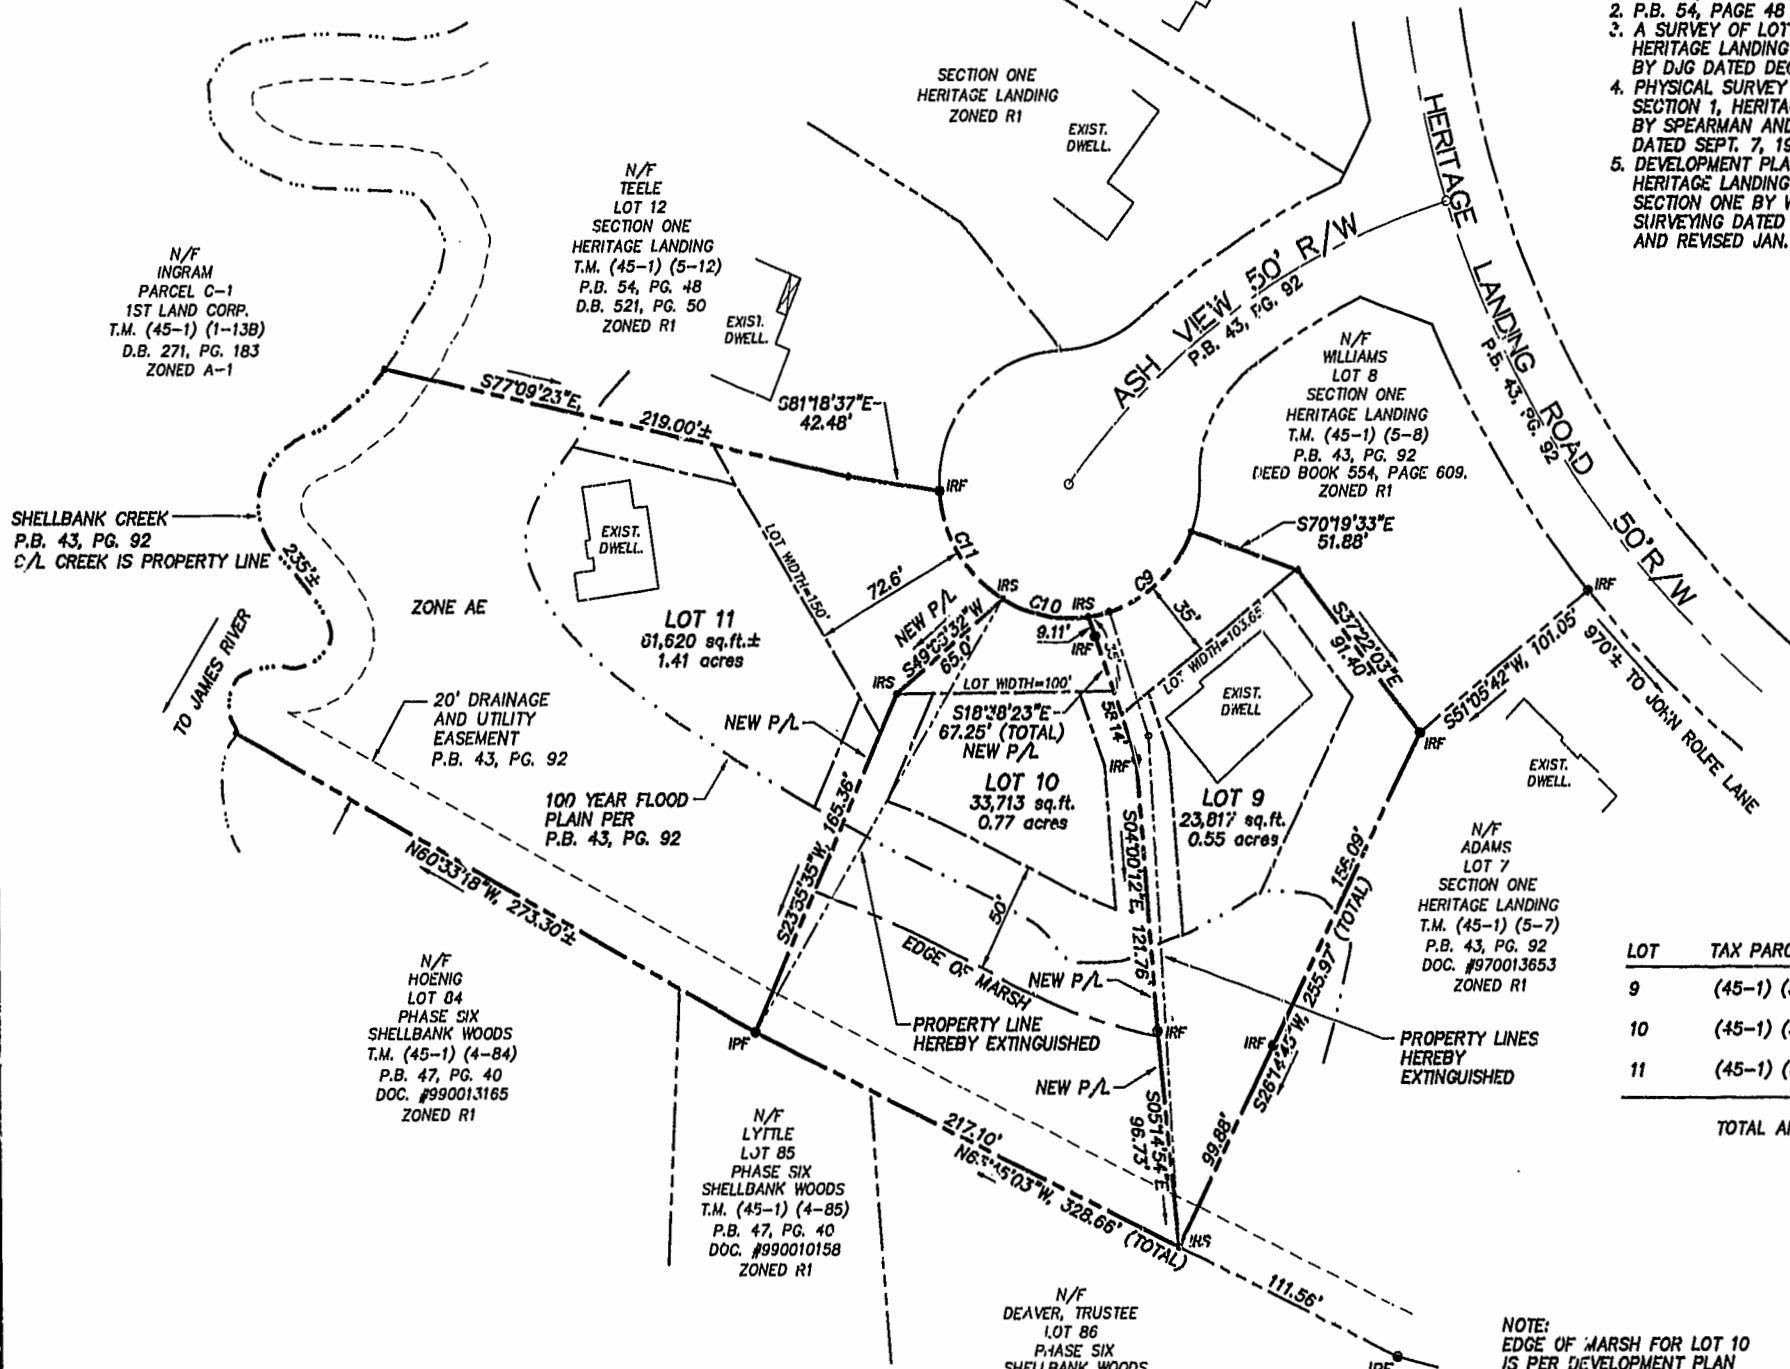 2. P.B. 54, PAGE 48
3. A SURVEY OF LOT
HERITAGE LANDING
BY DJG DATED
4. PHYSICAL SURVEY
SECTION 1,
BY SPEARMAN AND
DATED SEPT. 7,
5. DEVELOPMENT
HERITAGE LANDING
SECTION ONE BY
SURVEYING DATED
AND REVISED JAN.
SECTION ONE
HERITAGE LANDING
ZONED R1
EXIST.
DWELL.
HERITAGE LANDING ROAD 50' R/W
P.B. 43, PG. 92
ASH VIEW 50' R/W
P.B. 43, PG. 92
N/F
TEELE
LOT 12
SECTION ONE
HERITAGE LANDING
T.M. (45-1) (5-12)
P.B. 54, PG. 48
D.B. 521, PG. 50
ZONED R1
EXIST.
DWELL.
N/F
INGRAM
PARCEL C-1
1ST LAND CORP.
T.M. (45-1) (1-13B)
D.B. 271, PG. 183
ZONED A-1
N/F
WILLIAMS
LOT 8
SECTION ONE
HERITAGE LANDING
T.M. (45-1) (5-8)
P.B. 43, PG. 92
DEED BOOK 554, PAGE 609.
ZONED R1
S77°09'23"E,
219.00'±
S81°18'37"E
42.48'
IRF
SHELLBANK CREEK
P.B. 43, PG. 92
C/L CREEK IS PROPERTY LINE
235'±
TO JAMES RIVER
ZONE AE
EXIST.
DWELL.
LOT WIDTH=150'
72.6'
C11
LOT 11
61,620 sq.ft.±
1.41 acres
NEW P/L
65.0'
IRS
IRS
C10
IRS
9.11'
IRF
C9
35'
35'
S70°19'33"E
51.88'
S37°22'03"E
91.40'
IRF
S51°05'42"W, 101.05'
970'± TO JOHN ROLFE LANE
IRF
LOT WIDTH=103.65'
EXIST.
DWELL
LOT WIDTH=100'
S18°38'23"E
67.25' (TOTAL)
NEW P/L
58.14'
IRF
20' DRAINAGE
AND UTILITY
EASEMENT
P.B. 43, PG. 92
NEW P/L
100 YEAR FLOOD
PLAIN PER
P.B. 43, PG. 92
LOT 10
33,713 sq.ft.
0.77 acres
LOT 9
23,817 sq.ft.
0.55 acres
EXIST.
DWELL.
S23°35'35"W, 165.36'
S04°00'12"E, 121.76'
156.09'
S26°14'45"W, 255.97' (TOTAL)
N/F
ADAMS
LOT 7
SECTION ONE
HERITAGE LANDING
T.M. (45-1) (5-7)
P.B. 43, PG. 92
DOC. #970013653
ZONED R1
N60°33'18"W, 273.30'±
50'
EDGE OF MARSH
NEW P/L
PROPERTY LINE
HEREBY EXTINGUISHED
IPF
IRF
IRF
NEW P/L
PROPERTY LINES
HEREBY
EXTINGUISHED
LOT TAX
9 (45-1)
10 (45-1)
11 (45-1)
TOTAL
N/F
HOENIG
LOT 84
PHASE SIX
SHELLBANK WOODS
T.M. (45-1) (4-84)
P.B. 47, PG. 40
DOC. #990013165
ZONED R1
N/F
LYTTLE
LOT 85
PHASE SIX
SHELLBANK WOODS
T.M. (45-1) (4-85)
P.B. 47, PG. 40
DOC. #990010158
ZONED R1
217.10'
328.66' (TOTAL)
S05°14'54"E
96.73'
99.88'
IRS
111.56'
N/F
DEAVER, TRUSTEE
LOT 86
PHASE SIX
SHELLBANK WOODS
NOTE:
EDGE OF MARSH FOR LOT 10
IS PER DEVELOPMENT PLAN